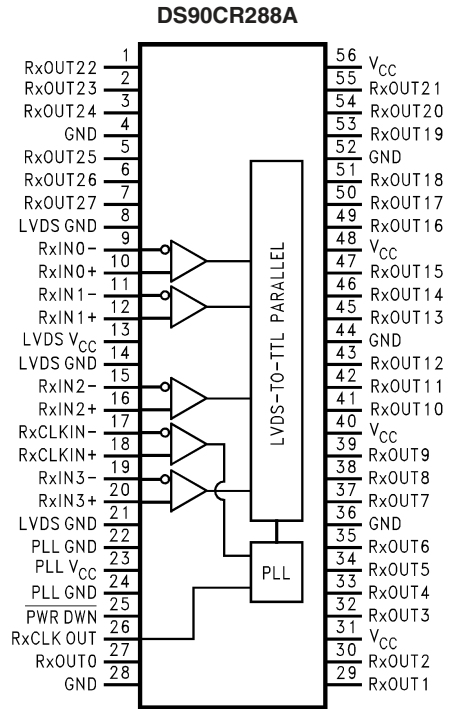 DS90CR288A
RxOUT22 1
RxOUT23 2
RxOUT24 3
GND 4
RxOUT25 5
RxOUT26 6
RxOUT27 7
LVDS GND 8
RxIN0- 9
RxIN0+ 10
RxIN1- 11
RxIN1+ 12
LVDS VCC 13
LVDS GND 14
RxIN2- 15
RxIN2+ 16
RxCLKIN- 17
RxCLKIN+ 18
RxIN3- 19
RxIN3+ 20
LVDS GND 21
PLL GND 22
PLL VCC 23
PLL GND 24
PWR DWN 25
RxCLK OUT 26
RxOUT0 27
GND 28
LVDS-TO-TTL PARALLEL
PLL
56 VCC
55 RxOUT21
54 RxOUT20
53 RxOUT19
52 GND
51 RxOUT18
50 RxOUT17
49 RxOUT16
48 VCC
47 RxOUT15
46 RxOUT14
45 RxOUT13
44 GND
43 RxOUT12
42 RxOUT11
41 RxOUT10
40 VCC
39 RxOUT9
38 RxOUT8
37 RxOUT7
36 GND
35 RxOUT6
34 RxOUT5
33 RxOUT4
32 RxOUT3
31 VCC
30 RxOUT2
29 RxOUT1